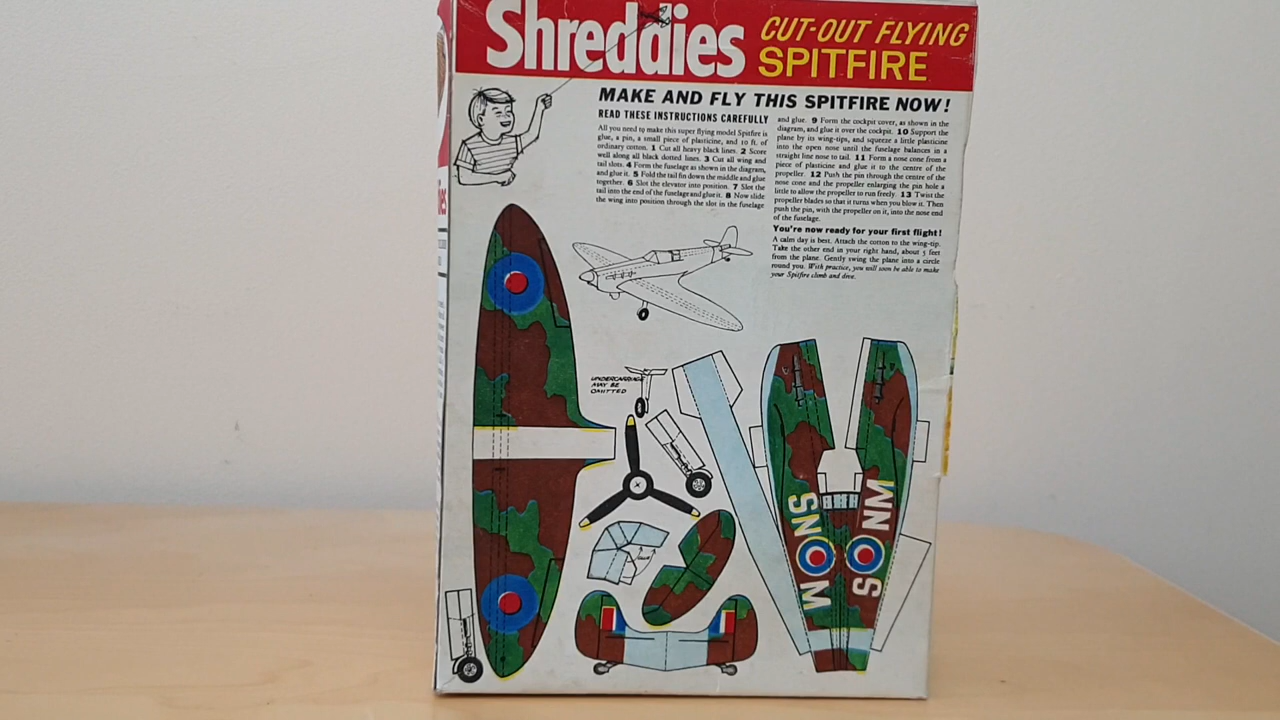 Shreddies
CUT-OUT FLYING
SPITFIRE
MAKE AND FLY THIS SPITFIRE NOW!
READ THESE INSTRUCTIONS CAREFULLY
All you need to make this super flying model Spitfire is
glue, a pin, a small piece of plasticine, and 10 ft. of
ordinary cotton. 1 Cut all heavy black lines. 2 Score
well along all black dotted lines. 3 Cut all wing and
tail slots. 4 Form the fuselage as shown in the diagram,
and glue it. 5 Fold the tail fin down the middle and glue
together. 6 Slot the elevator into position. 7 Slot the
tail into the end of the fuselage and glue it. 8 Now slide
the wing into position through the slot in the fuselage
and glue. 9 Form the cockpit cover, as shown in the
diagram, and glue it over the cockpit. 10 Support the
plane by its wing-tips, and squeeze a little plasticine
into the open nose until the fuselage balances in a
straight line nose to tail. 11 Form a nose cone from a
piece of plasticine and glue it to the centre of the
propeller. 12 Push the pin through the centre of the
nose cone and the propeller enlarging the pin hole a
little to allow the propeller to run freely. 13 Twist the
propeller blades so that it turns when you blow it. Then
push the pin, with the propeller on it, into the nose end
of the fuselage.
You're now ready for your first flight!
A calm day is best. Attach the cotton to the wing-tip.
Take the other end in your right hand, about 5 feet
from the plane. Gently swing the plane into a circle
round you. With practice, you will soon be able to make
your Spitfire climb and dive.
UNDERCARRIAGE
MAY BE
OMITTED
SN
M
NM
S
ies